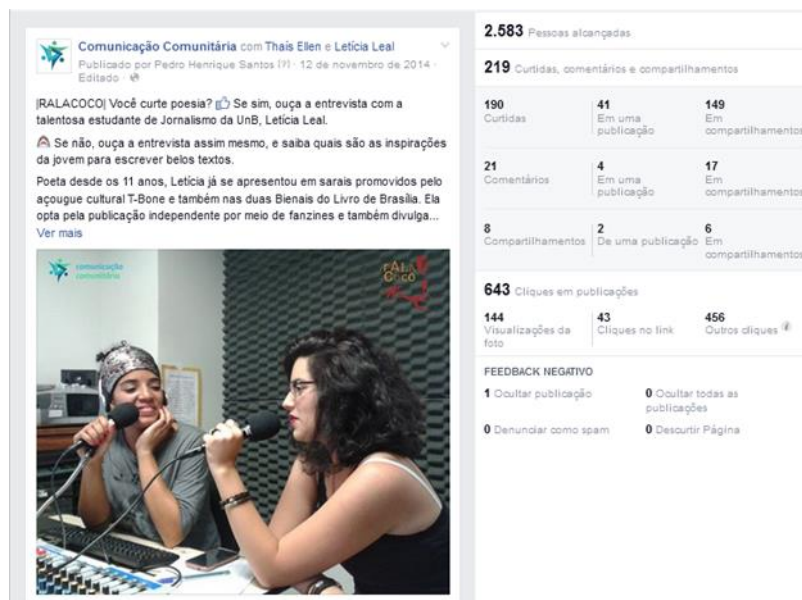 Comunicação Comunitária com Thaís Ellen e Letícia Leal
Publicado por Pedro Henrique Santos [?] · 12 de novembro de 2014 ·
Editado ·
|RALACOCO| Você curte poesia? Se sim, ouça a entrevista com a
talentosa estudante de Jornalismo da UnB, Letícia Leal.
Se não, ouça a entrevista assim mesmo, e saiba quais são as inspirações
da jovem para escrever belos textos.
Poeta desde os 11 anos, Letícia já se apresentou em sarais promovidos pelo
açougue cultural T-Bone e também nas duas Bienais do Livro de Brasília. Ela
opta pela publicação independente por meio de fanzines e também divulga...
Ver mais
comunicação
comunitária
RALA
COCO
2.583 Pessoas alcançadas
219 Curtidas, comentários e compartilhamentos
190 41 149
Curtidas Em uma Em
publicação compartilhamentos
21 4 17
Comentários Em uma Em
publicação compartilhamentos
8 2 6
Compartilhamentos De uma publicação Em
compartilhamentos
643 Cliques em publicações
144 43 456
Visualizações da Cliques no link Outros cliques
foto
FEEDBACK NEGATIVO
1 Ocultar publicação 0 Ocultar todas as
publicações
0 Denunciar como spam 0 Descurtir Página